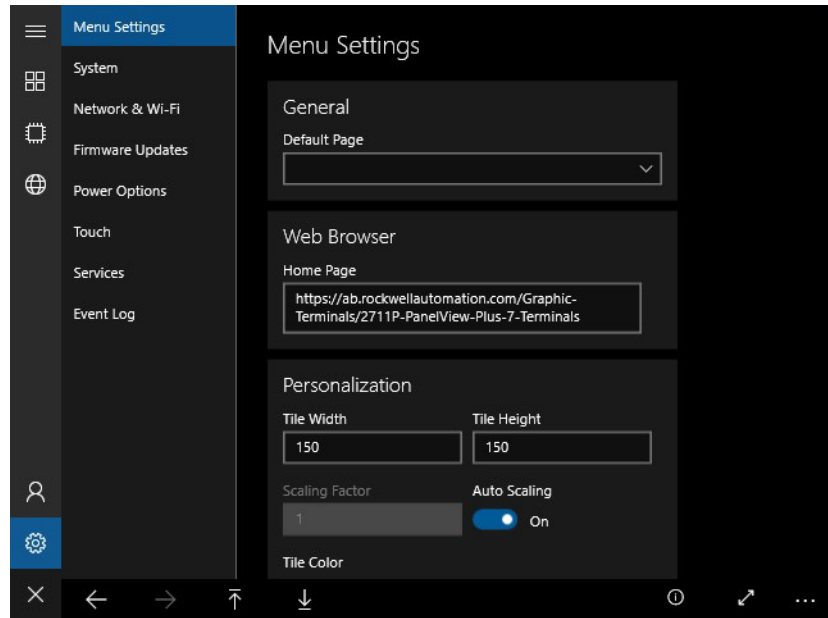 Menu Settings
System
Network & Wi-Fi
Firmware Updates
Power Options
Touch
Services
Event Log
Menu Settings
General
Default Page
Web Browser
Home Page
https://ab.rockwellautomation.com/Graphic-
Terminals/2711P-PanelView-Plus-7-Terminals
Personalization
Tile Width
Tile Height
150
150
Scaling Factor
Auto Scaling
1
On
Tile Color